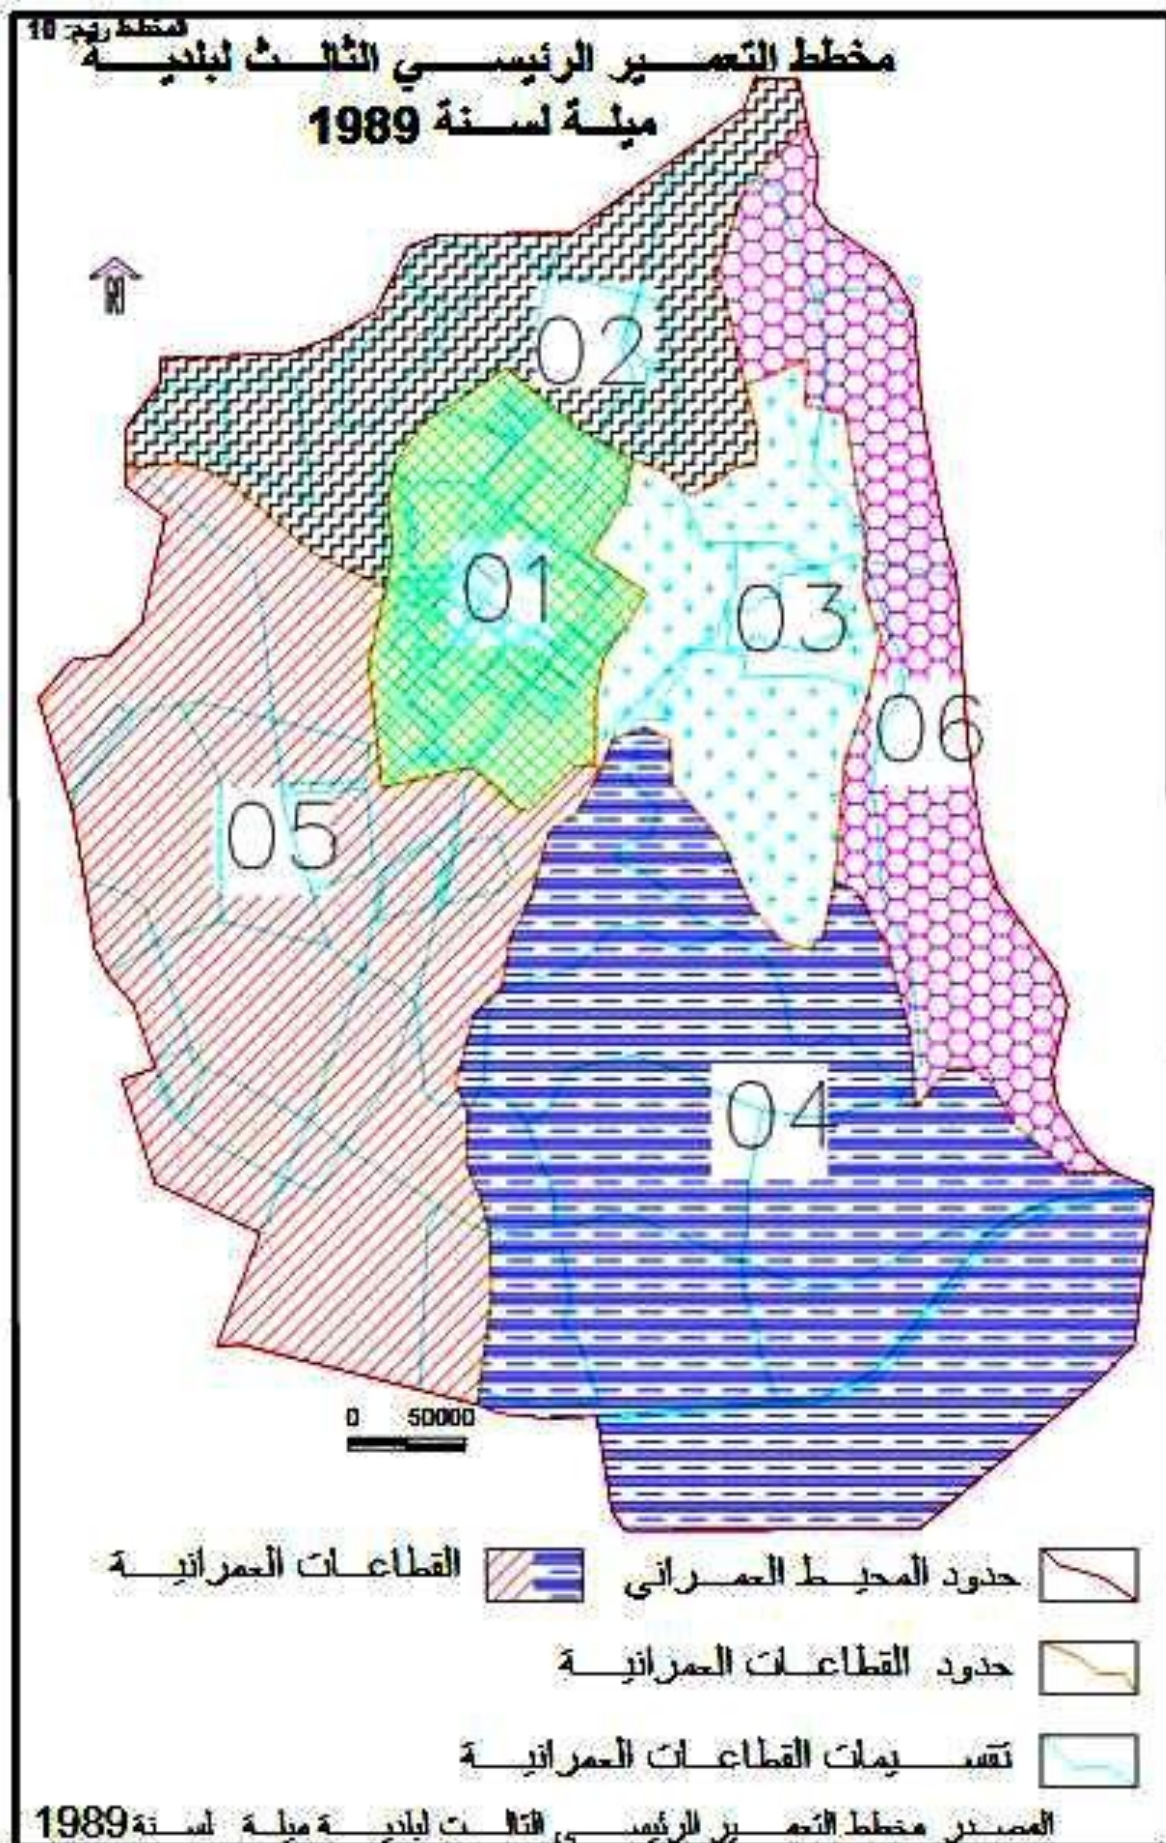 المخطط رقم: 10
مخطط التعمير الرئيسي الثالث لبلدية
ميلة لسنة 1989
N
02
01
03
06
05
04
0 50000
حدود المحيط العمراني
القطاعات العمرانية
حدود القطاعات العمرانية
تقسيمات القطاعات العمرانية
المصدر مخطط التعمير الرئيسي الثالث لبلدية ميلة لسنة 1989